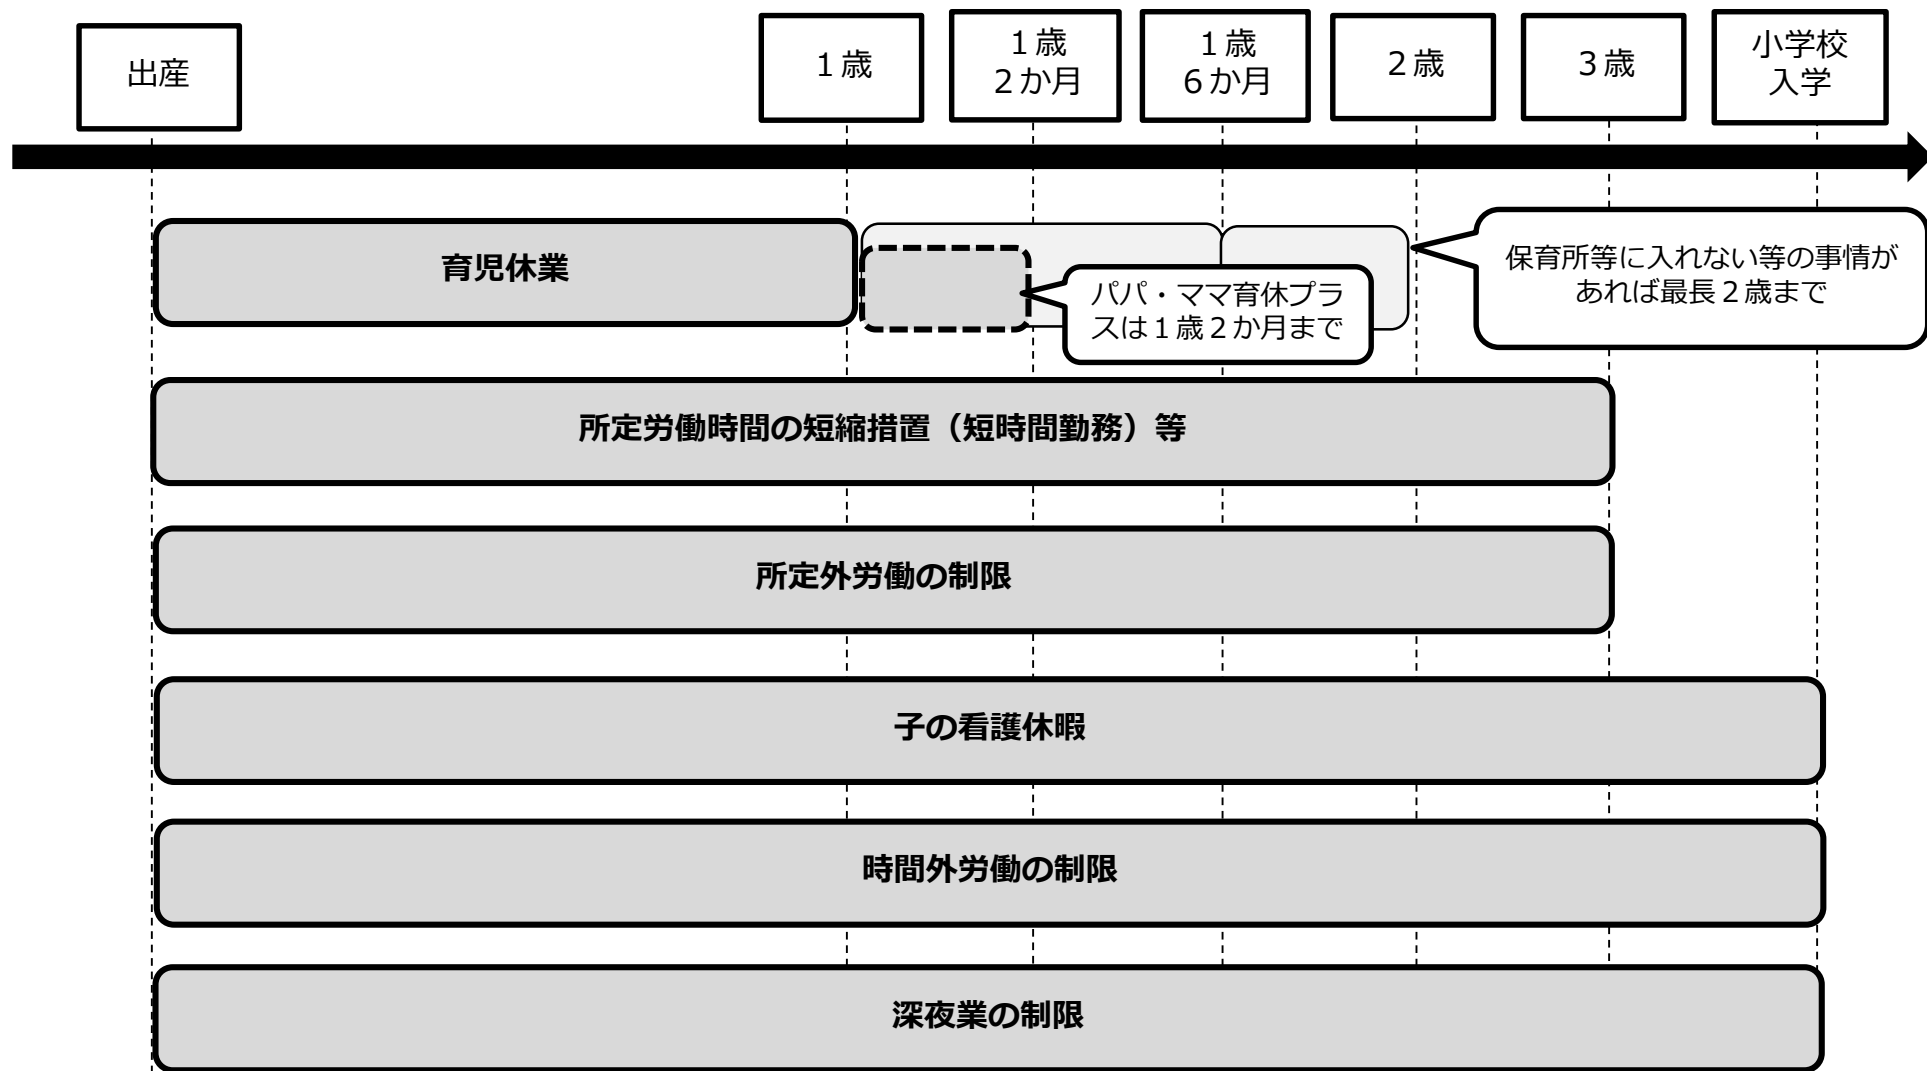 出産
１歳
１歳
２か月
１歳
６か月
２歳
３歳
小学校
入学
育児休業
パパ・ママ育休プラ
スは１歳２か月まで
保育所等に入れない等の事情が
あれば最長２歳まで
所定労働時間の短縮措置（短時間勤務）等
所定外労働の制限
子の看護休暇
時間外労働の制限
深夜業の制限